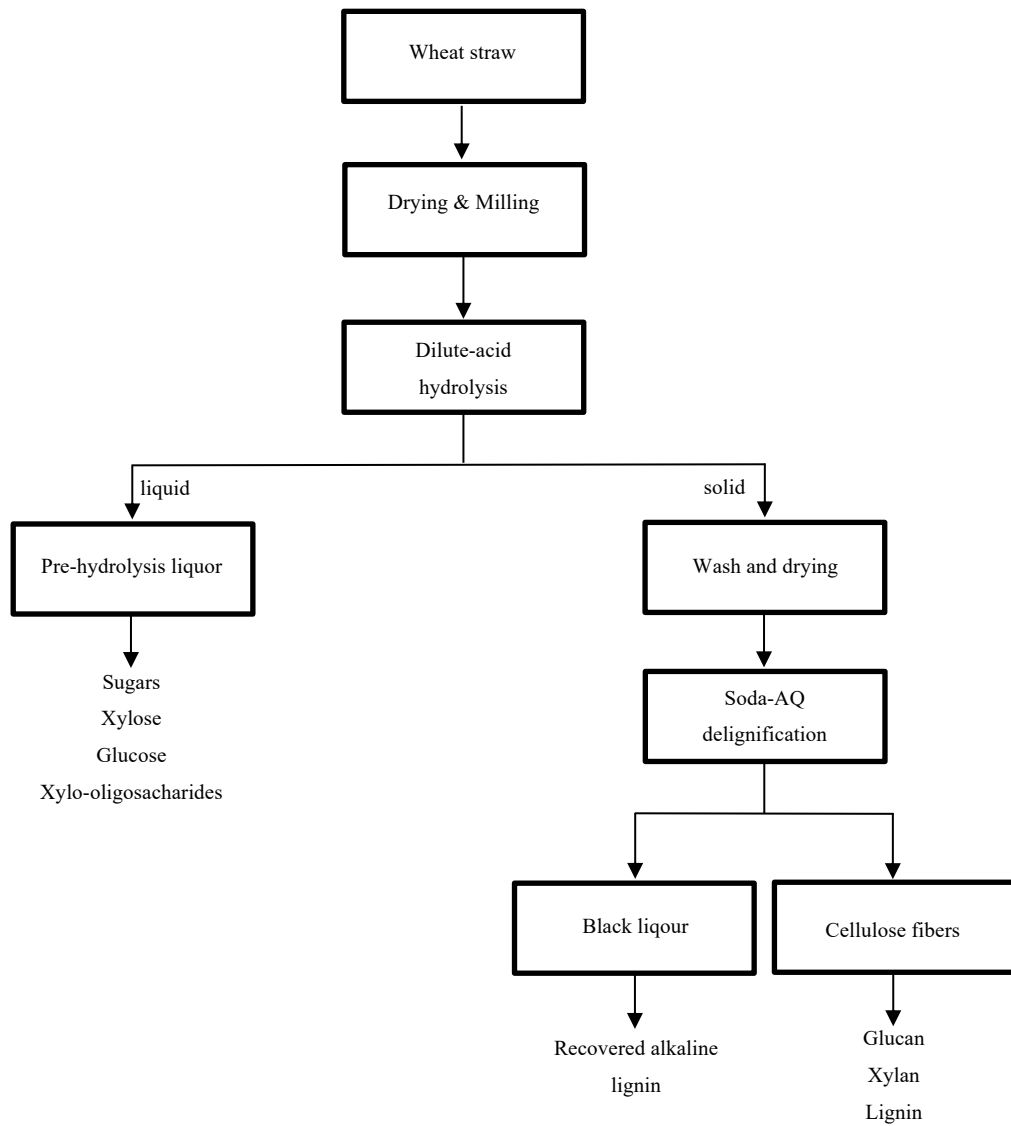 Wheat straw
Drying & Milling
Dilute-acid
hydrolysis
liquid
solid
Pre-hydrolysis liquor
Wash and drying
Sugars
Xylose
Glucose
Xylo-oligosacharides
Soda-AQ
delignification
Black liqour
Cellulose fibers
Recovered alkaline
lignin
Glucan
Xylan
Lignin